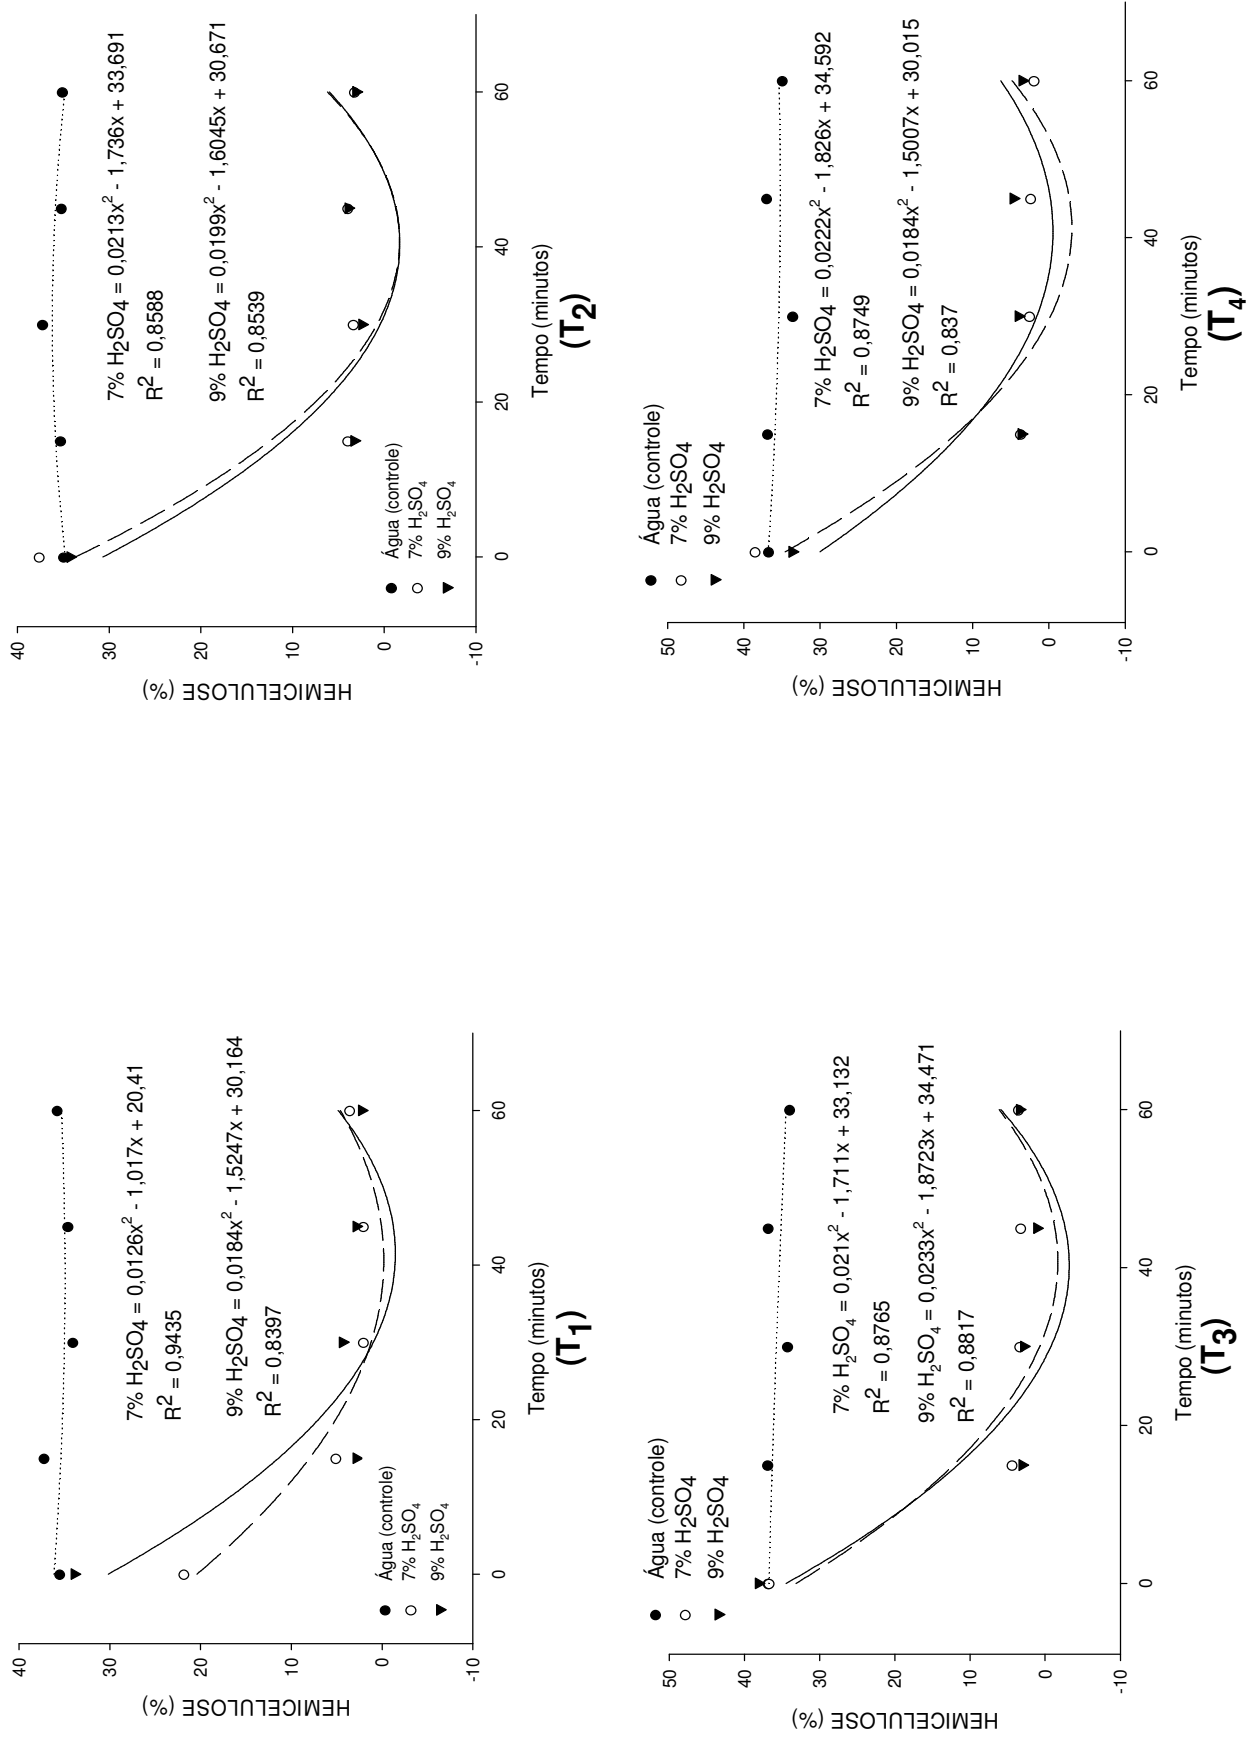 40
30
20
10
0
-10
HEMICELULOSE (%)
0
20
40
60
Tempo (minutos)
(T1)
7% H2SO4 = 0,0126x² - 1,017x + 20,41
R² = 0,9435
9% H2SO4 = 0,0184x² - 1,5247x + 30,164
R² = 0,8397
Água (controle)
7% H2SO4
9% H2SO4
40
30
20
10
0
-10
HEMICELULOSE (%)
0
20
40
60
Tempo (minutos)
(T2)
7% H2SO4 = 0,0213x² - 1,736x + 33,691
R² = 0,8588
9% H2SO4 = 0,0199x² - 1,6045x + 30,671
R² = 0,8539
Água (controle)
7% H2SO4
9% H2SO4
50
40
30
20
10
0
-10
HEMICELULOSE (%)
0
20
40
60
Tempo (minutos)
(T3)
Água (controle)
7% H2SO4
9% H2SO4
7% H2SO4 = 0,021x² - 1,711x + 33,132
R² = 0,8765
9% H2SO4 = 0,0233x² - 1,8723x + 34,471
R² = 0,8817
50
40
30
20
10
0
-10
HEMICELULOSE (%)
0
20
40
60
Tempo (minutos)
(T4)
Água (controle)
7% H2SO4
9% H2SO4
7% H2SO4 = 0,0222x² - 1,826x + 34,592
R² = 0,8749
9% H2SO4 = 0,0184x² - 1,5007x + 30,015
R² = 0,837